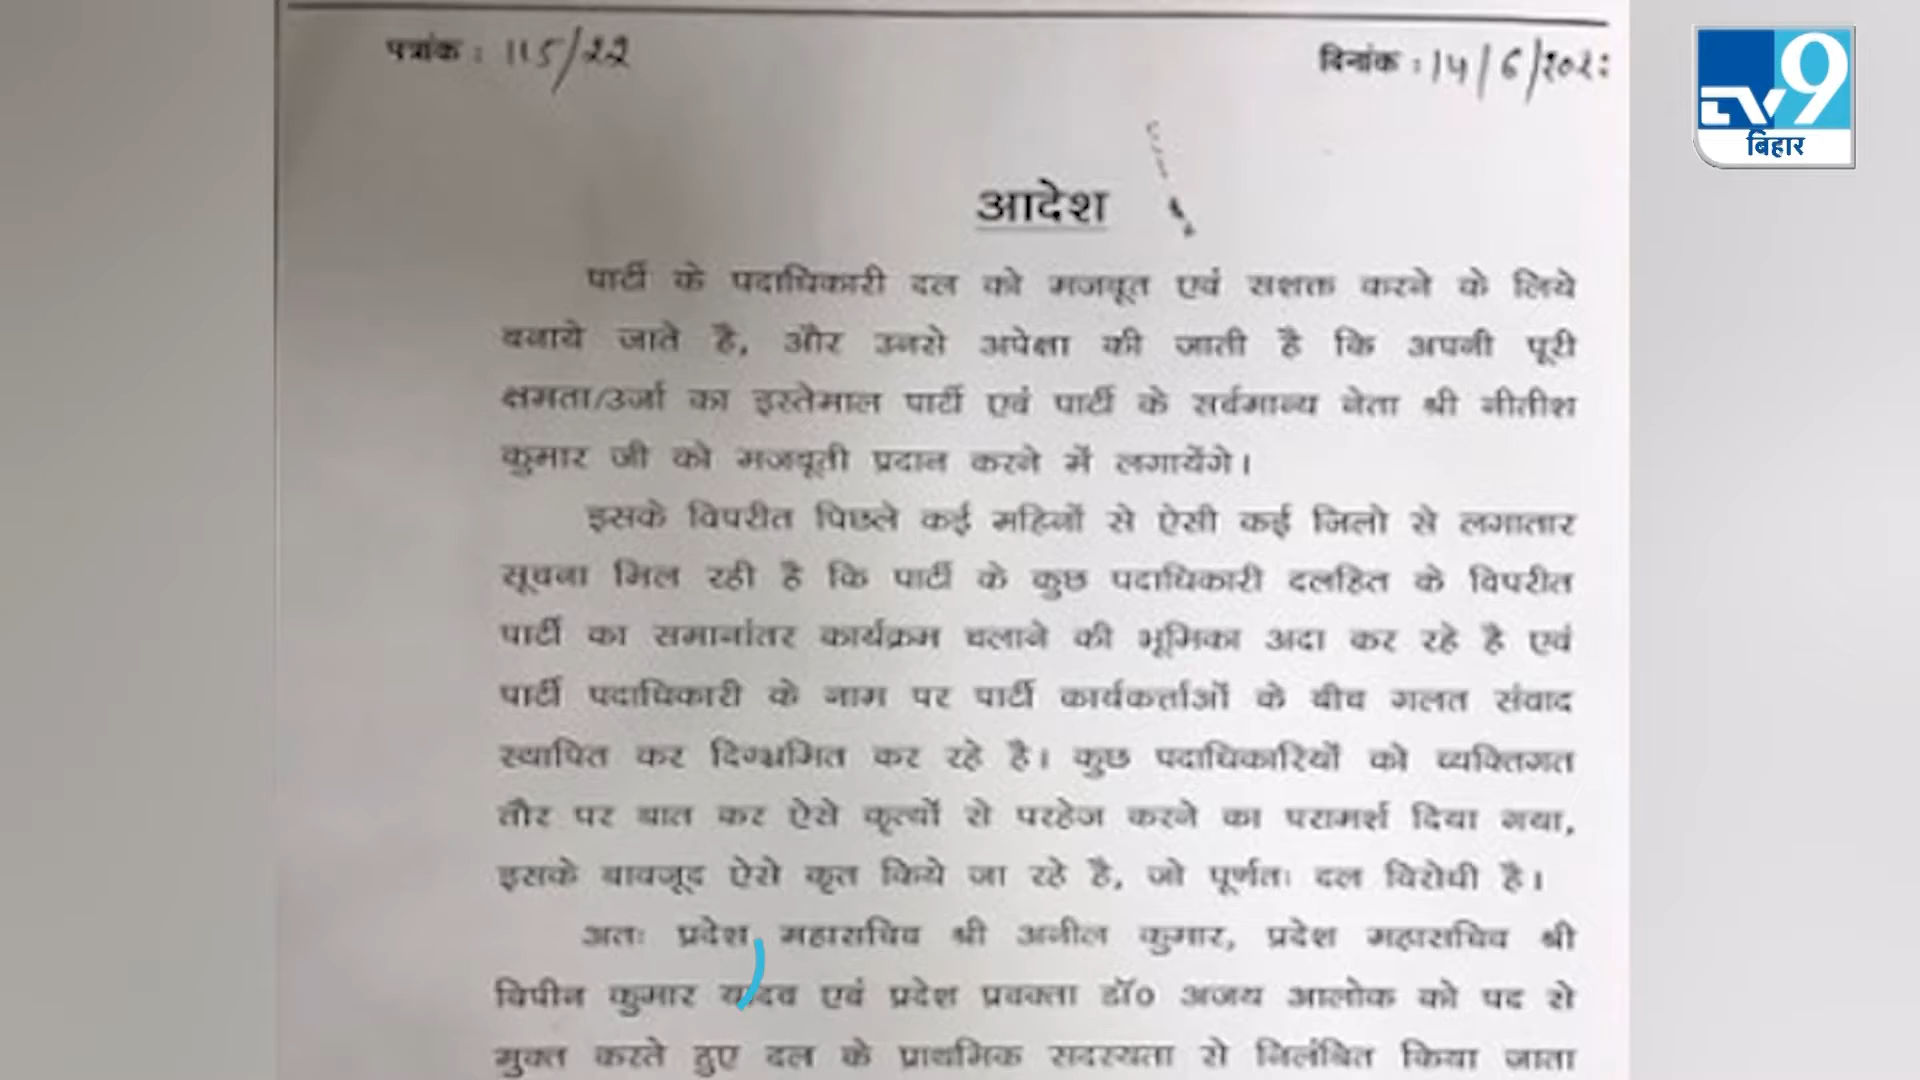 पत्रांक : 115/22
दिनांक : 14/6/202
TV9
बिहार
आदेश
पार्टी के पदाधिकारी दल को मजबूत एवं सशक्त करने के लिये
बनाये जाते है, और उनसे अपेक्षा की जाती है कि अपनी पूरी
क्षमता/उर्जा का इस्तेमाल पार्टी एवं पार्टी के सर्वमान्य नेता श्री नीतीश
कुमार जी को मजबूती प्रदान करने में लगायेंगे।
इसके विपरीत पिछले कई महिनों से ऐसी कई जिलो से लगातार
सूचना मिल रही है कि पार्टी के कुछ पदाधिकारी दलहित के विपरीत
पार्टी का समानांतर कार्यक्रम चलाने की भूमिका अदा कर रहे है एवं
पार्टी पदाधिकारी के नाम पर पार्टी कार्यकर्त्ताओं के बीच गलत संवाद
स्थापित कर दिग्भ्रमित कर रहे है। कुछ पदाधिकारियों को व्यक्तिगत
तौर पर बात कर ऐसे कृत्यों से परहेज करने का परामर्श दिया गया,
इसके बावजूद ऐसे कृत किये जा रहे है, जो पूर्णतः दल विरोधी है।
अतः प्रदेश महासचिव श्री अनील कुमार, प्रदेश महासचिव श्री
विपीन कुमार यादव एवं प्रदेश प्रवक्ता डॉ0 अजय आलोक को पद से
मुक्त करते हुए दल के प्राथमिक सदस्यता से निलंबित किया जाता